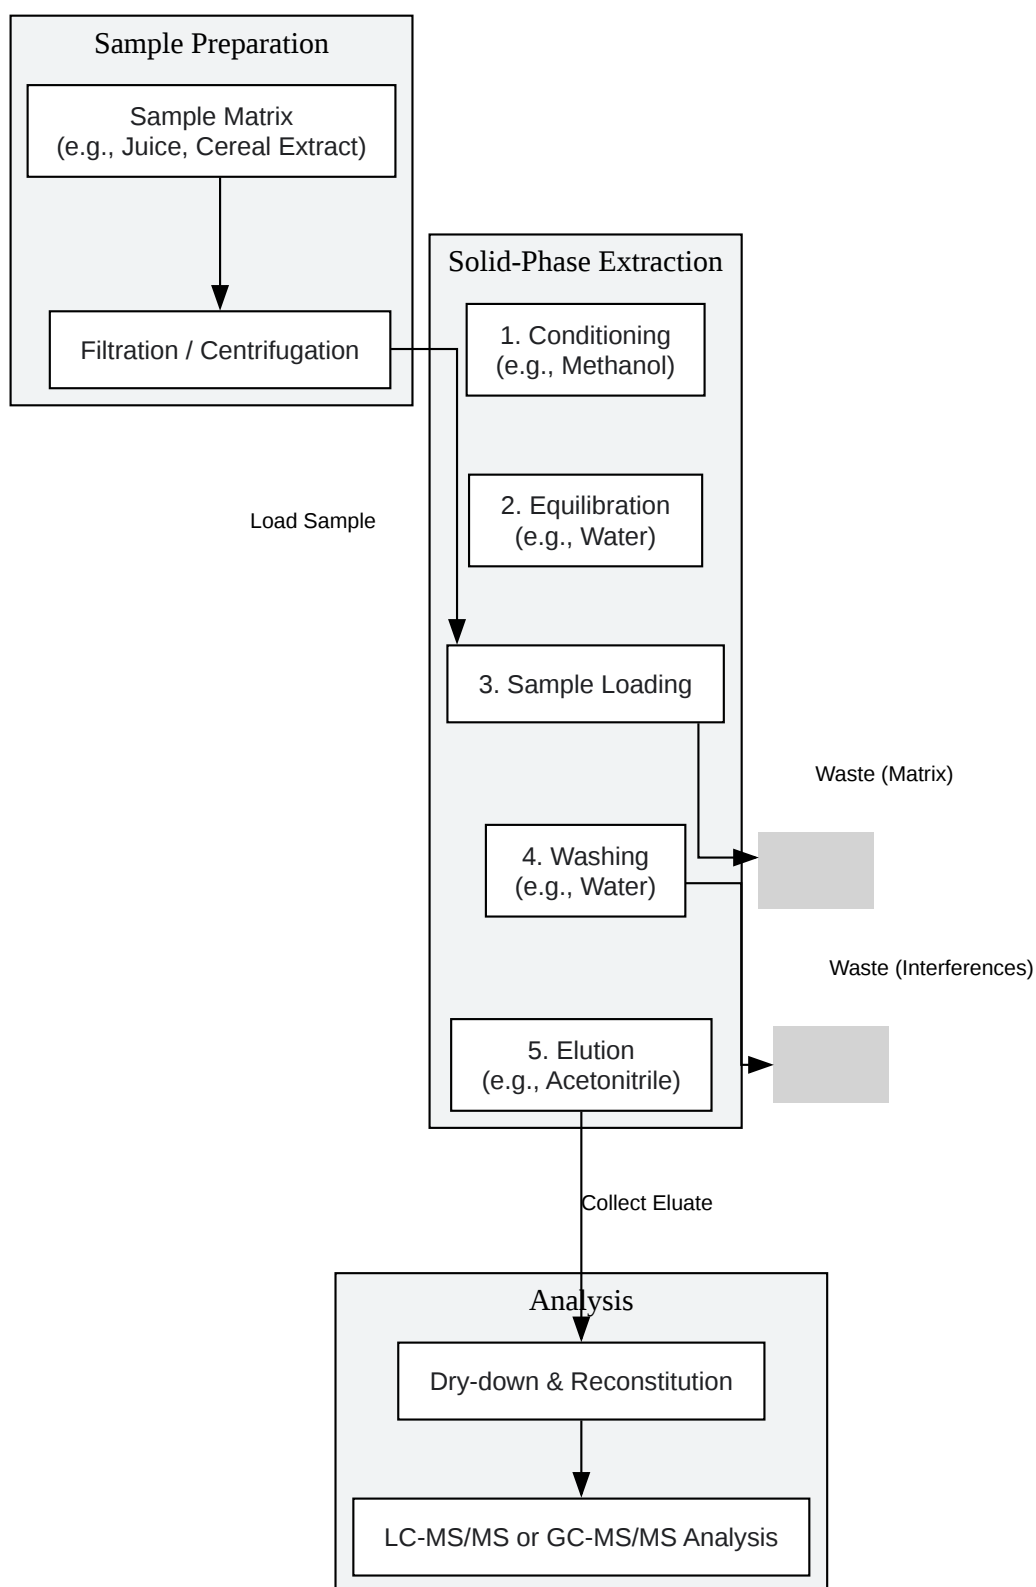 Sample Preparation
Sample Matrix
(e.g., Juice, Cereal Extract)
Filtration / Centrifugation
Load Sample
Solid-Phase Extraction
1. Conditioning
(e.g., Methanol)
2. Equilibration
(e.g., Water)
3. Sample Loading
Waste (Matrix)
4. Washing
(e.g., Water)
Waste (Interferences)
5. Elution
(e.g., Acetonitrile)
Collect Eluate
Analysis
Dry-down & Reconstitution
LC-MS/MS or GC-MS/MS Analysis